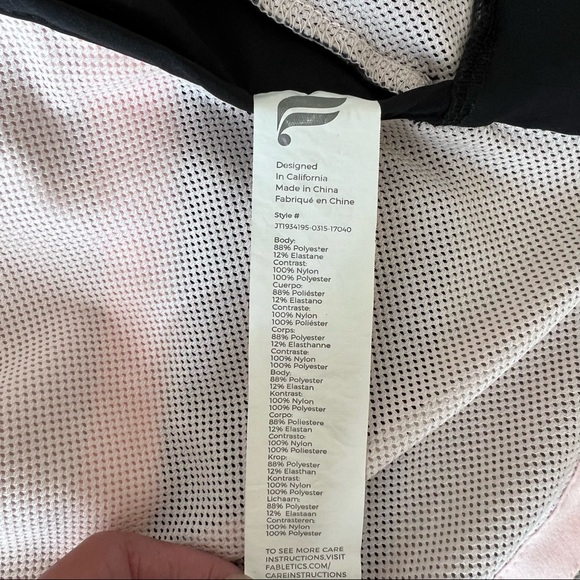 Designed
In California
Made in China
Fabriqué en Chine
Style #
JT1934195-0315-17040
Body:
88% Polyester
12% Elastane
Contrast:
100% Nylon
100% Polyester
Cuerpo:
88% Poliéster
12% Elastano
Contraste:
100% Nylon
100% Poliéster
Corps:
88% Polyester
12% Elasthanne
Contraste:
100% Nylon
100% Polyester
Body:
88% Polyester
12% Elastan
Kontrast:
100% Nylon
100% Polyester
Corpo:
88% Poliestere
12% Elastan
Contrasto:
100% Nylon
100% Poliestere
Krop:
88% Polyester
12% Elasthan
Kontrast:
100% Nylon
100% Polyester
Lichaam:
88% Polyester
12% Elastaan
Contrasteren:
100% Nylon
100% Polyester
TO SEE MORE CARE
INSTRUCTIONS,VISIT
FABLETICS.COM/
CAREINSTRUCTIONS